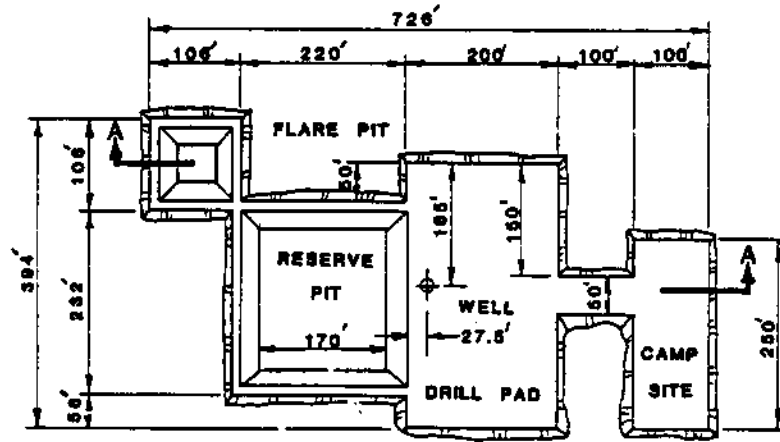 726'
106' 220' 200' 100' 100'
FLARE PIT
A
106'
50'
165'
150'
394'
232'
RESERVE
PIT
170'
WELL
27.5'
50'
A
250'
CAMP
SITE
DRILL PAD
56'